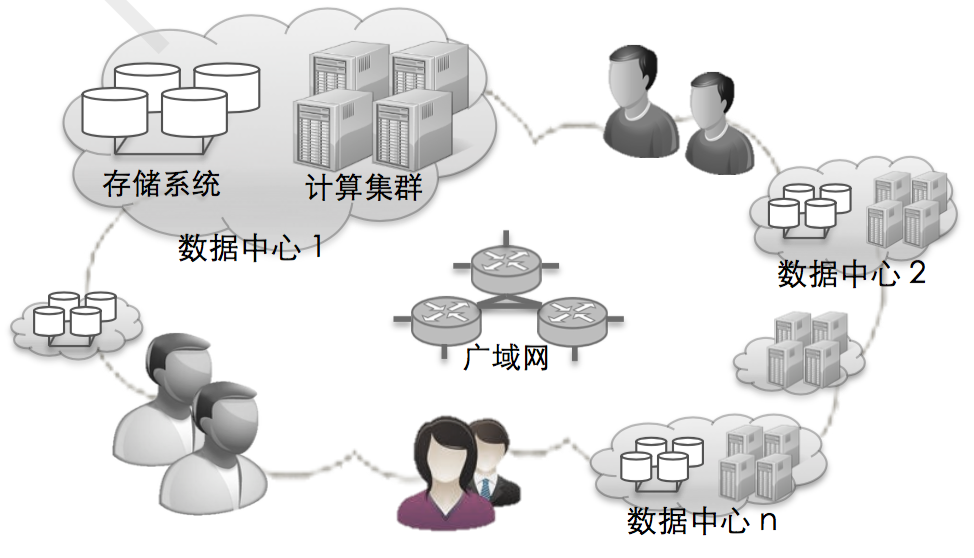 存储系统
计算集群
数据中心 1
数据中心 2
广域网
数据中心 n